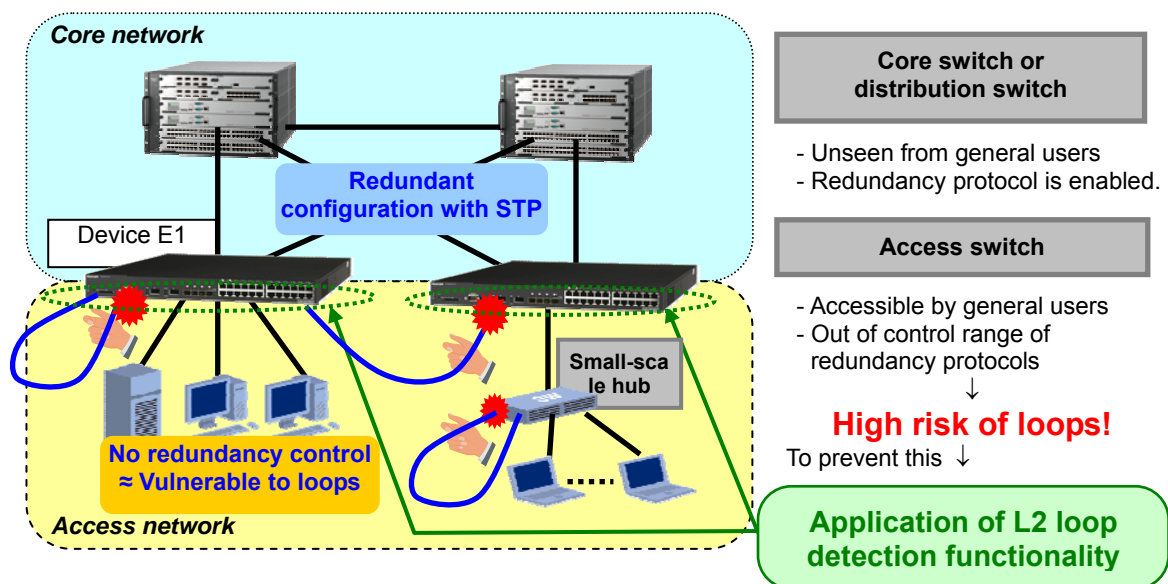 Core network
Core switch or
distribution switch
- Unseen from general users
- Redundancy protocol is enabled.
Redundant
configuration with STP
Device E1
Access switch
- Accessible by general users
- Out of control range of
redundancy protocols
↓
High risk of loops!
To prevent this ↓
Small-sca
le hub
No redundancy control
≈ Vulnerable to loops
Access network
Application of L2 loop
detection functionality